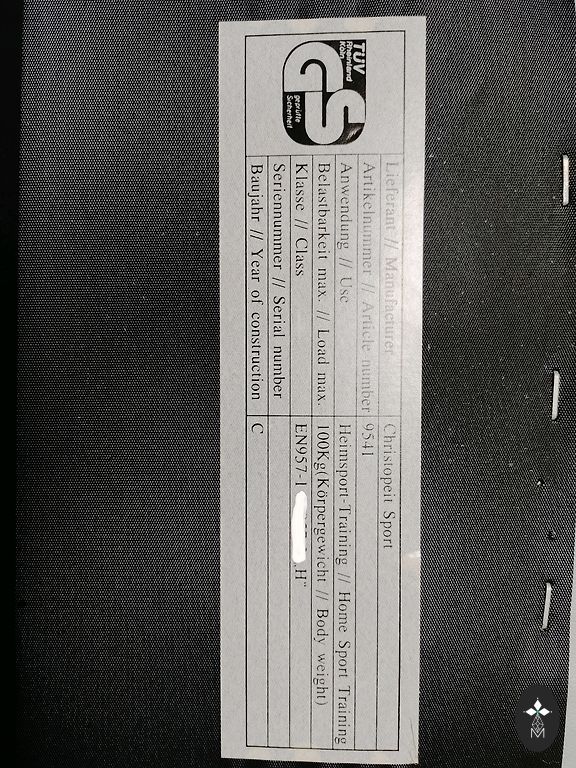 TÜV
Rheinland
Köln
GS
geprüfte
Sicherheit
Lieferant // Manufacturer Christopeit Sport
Artikelnummer // Article number 9541
Anwendung // Use Heimsport-Training // Home Sport Training
Belastbarkeit max. // Load max. 100Kg(Körpergewicht // Body weight)
Klasse // Class EN957-1 H"
Seriennummer // Serial number
Baujahr // Year of construction C
M